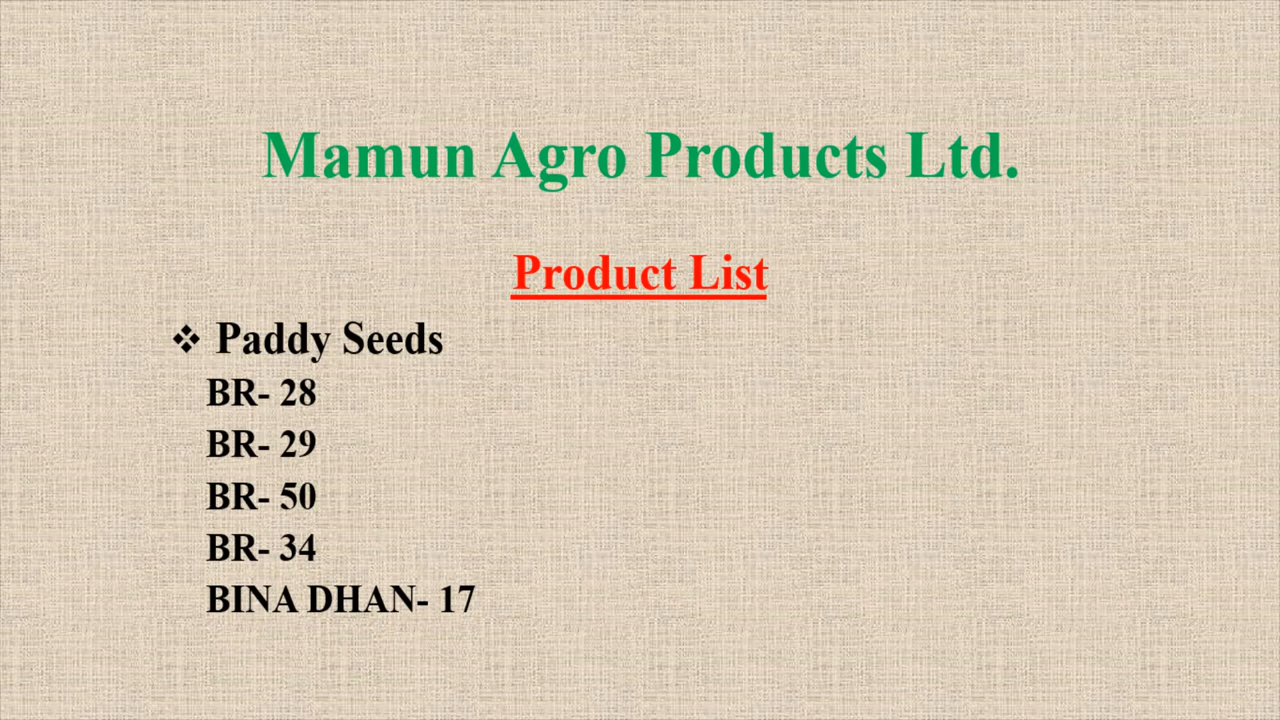 Mamun Agro Products Ltd.
Product List
❖ Paddy Seeds
BR- 28
BR- 29
BR- 50
BR- 34
BINA DHAN- 17